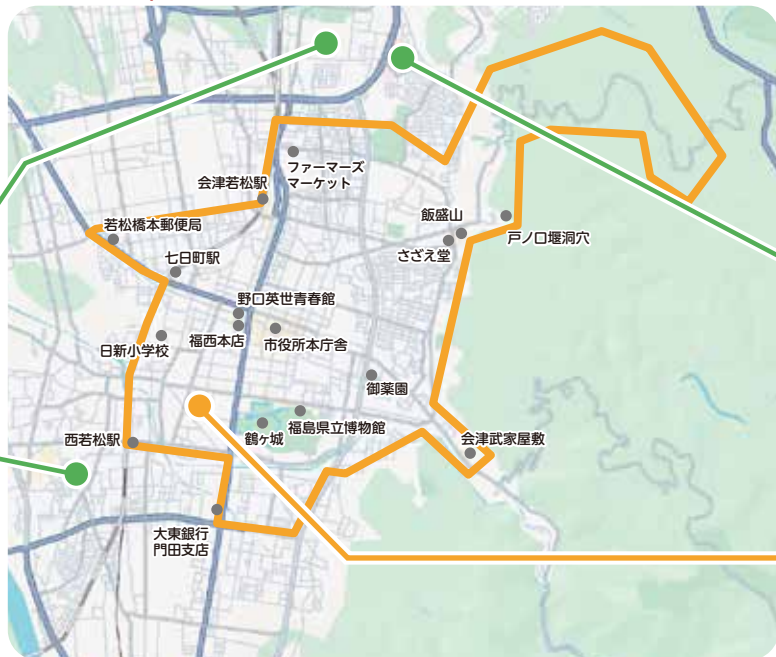 ファーマーズ
マーケット
会津若松駅
飯盛山
若松橋本郵便局
戸ノ口堰洞穴
さざえ堂
七日町駅
野口英世青春館
福西本店
市役所本庁舎
日新小学校
御薬園
福島県立博物館
西若松駅
鶴ヶ城
会津武家屋敷
大東銀行
門田支店